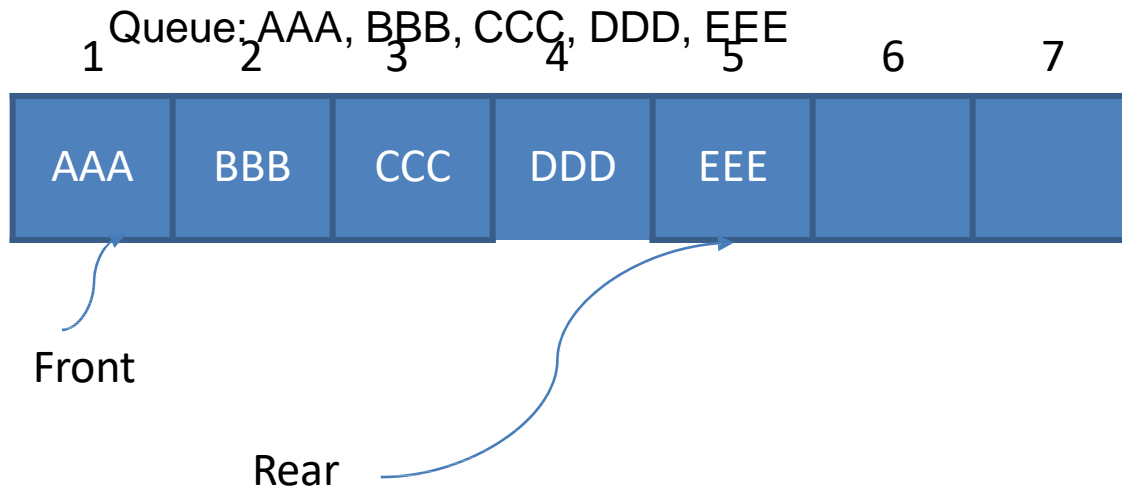 Queue: AAA, BBB, CCC, DDD, EEE
1 2 3 4 5 6 7
AAA BBB CCC DDD EEE
Front
Rear